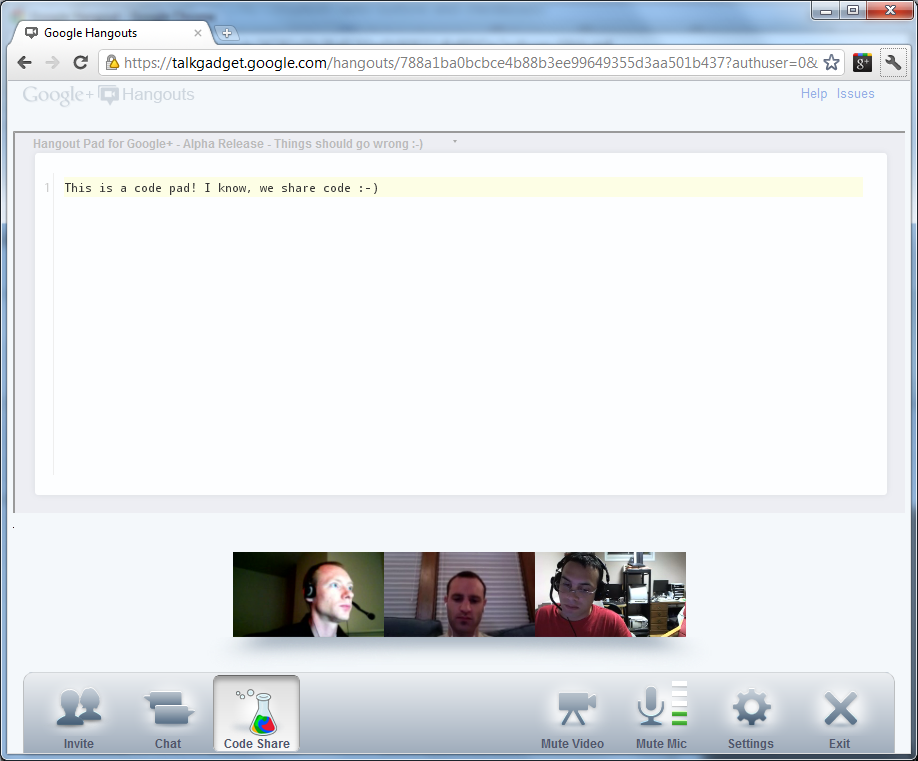 Google Hangouts
https://talkgadget.google.com/hangouts/788a1ba0bcbce4b88b3ee99649355d3aa501b437?authuser=0&
Google+ Hangouts
Help Issues
Hangout Pad for Google+ - Alpha Release - Things should go wrong :-)
1 This is a code pad! I know, we share code :-)
Invite Chat Code Share Mute Video Mute Mic Settings Exit